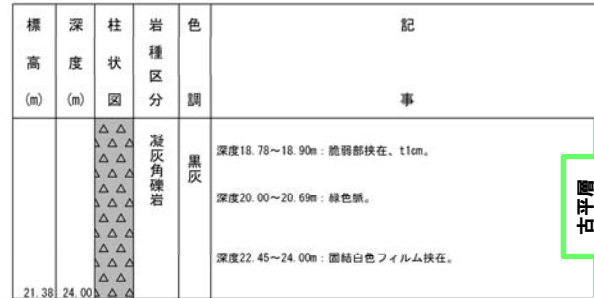 標高(m)
深度(m)
柱状図
岩種区分
色調
記事
凝灰角礫岩
黒灰
深度18.78～18.90m：脆弱部挟在、t1cm。
深度20.00～20.69m：緑色脈。
深度22.45～24.00m：固結白色フィルム挟在。
21.38
24.00
古平層